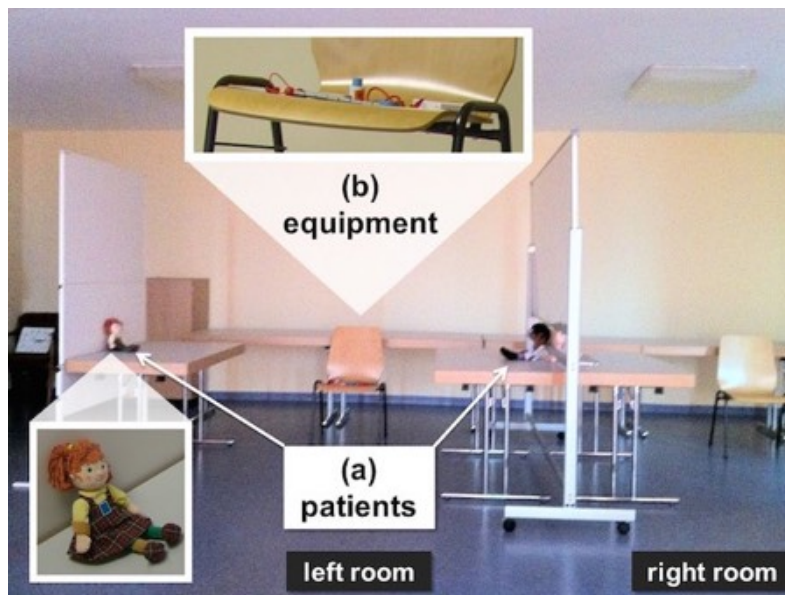 (b)
equipment
(a)
patients
left room
right room